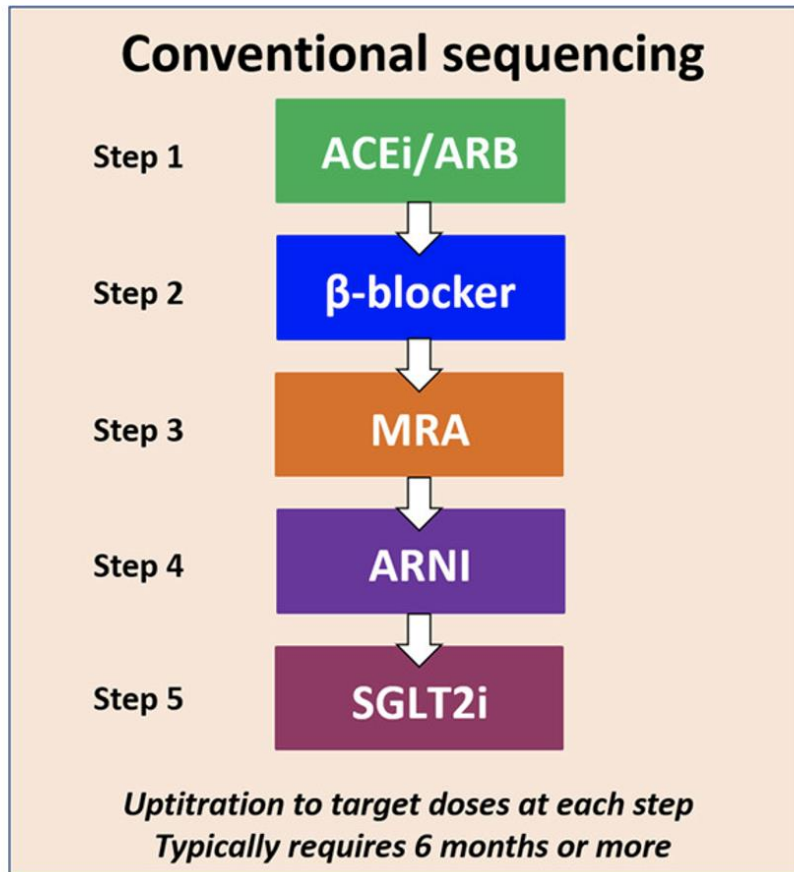 Conventional sequencing
Step 1 ACEi/ARB
Step 2 β-blocker
Step 3 MRA
Step 4 ARNI
Step 5 SGLT2i
Uptitration to target doses at each step
Typically requires 6 months or more